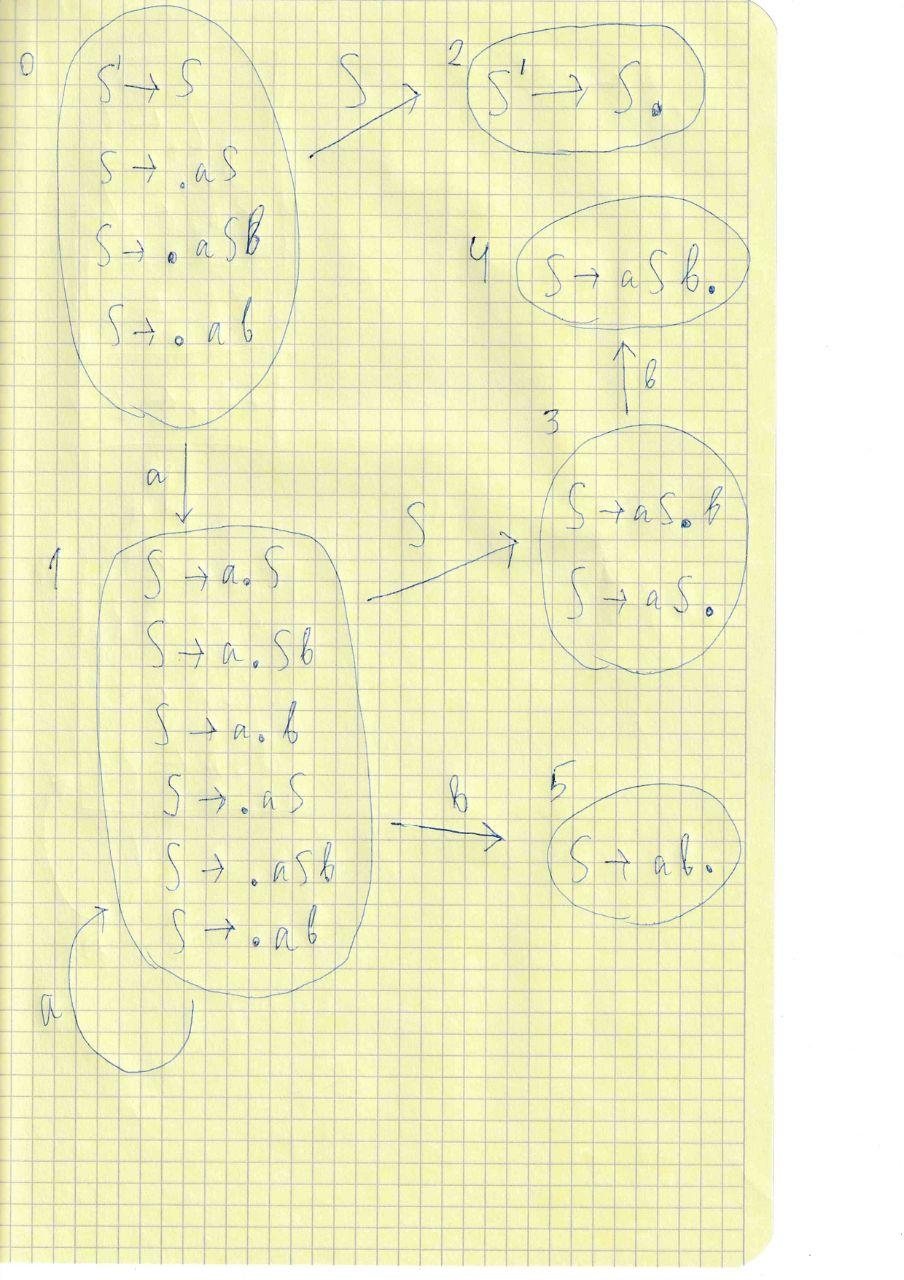 0
S' → S
S → .aS
S → .aSb
S → .ab
S
2
S' → S.
4
S → aSb.
b
3
S → aS.b
S → aS.
a
1
S → a.S
S → a.Sb
S → a.b
S → .aS
S → .aSb
S → .ab
S
b
5
S → ab.
a